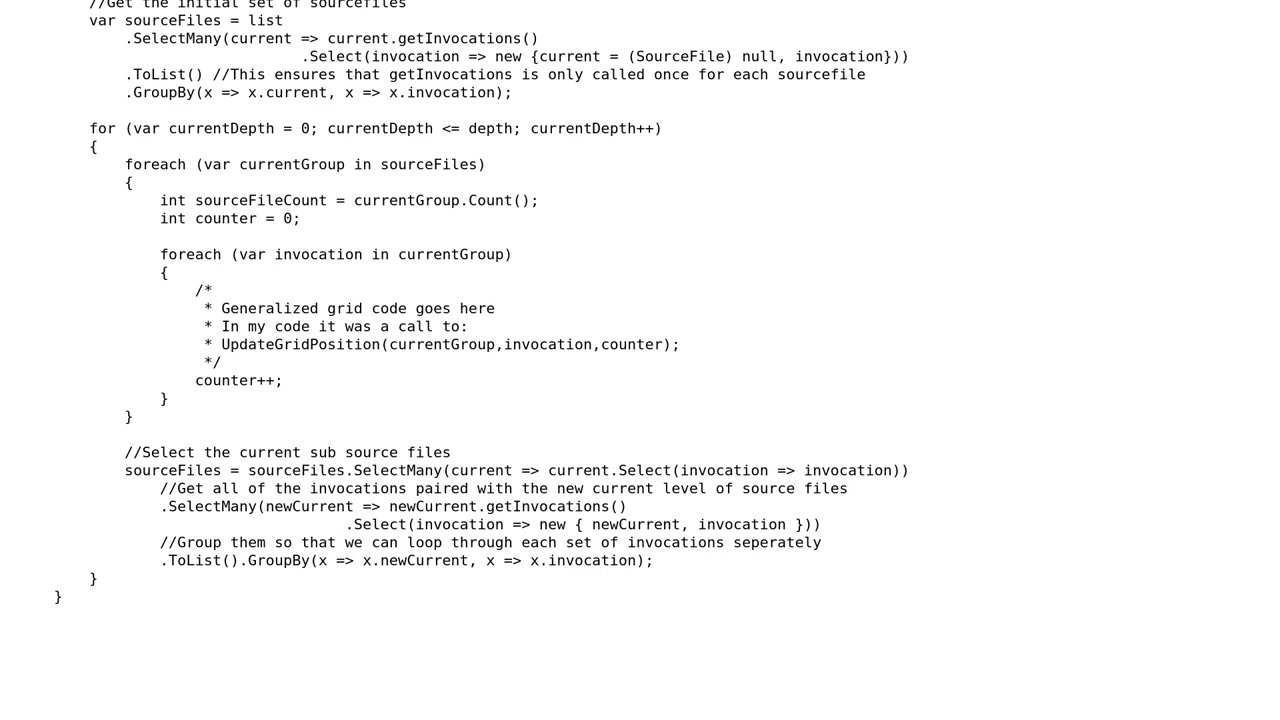 //Get the initial set of sourcefiles
var sourceFiles = list
.SelectMany(current => current.getInvocations()
.Select(invocation => new {current = (SourceFile) null, invocation}))
.ToList() //This ensures that getInvocations is only called once for each sourcefile
.GroupBy(x => x.current, x => x.invocation);
for (var currentDepth = 0; currentDepth <= depth; currentDepth++)
{
foreach (var currentGroup in sourceFiles)
{
int sourceFileCount = currentGroup.Count();
int counter = 0;
foreach (var invocation in currentGroup)
{
/*
* Generalized grid code goes here
* In my code it was a call to:
* UpdateGridPosition(currentGroup,invocation,counter);
*/
counter++;
}
}
//Select the current sub source files
sourceFiles = sourceFiles.SelectMany(current => current.Select(invocation => invocation))
//Get all of the invocations paired with the new current level of source files
.SelectMany(newCurrent => newCurrent.getInvocations()
.Select(invocation => new { newCurrent, invocation }))
//Group them so that we can loop through each set of invocations seperately
.ToList().GroupBy(x => x.newCurrent, x => x.invocation);
}
}